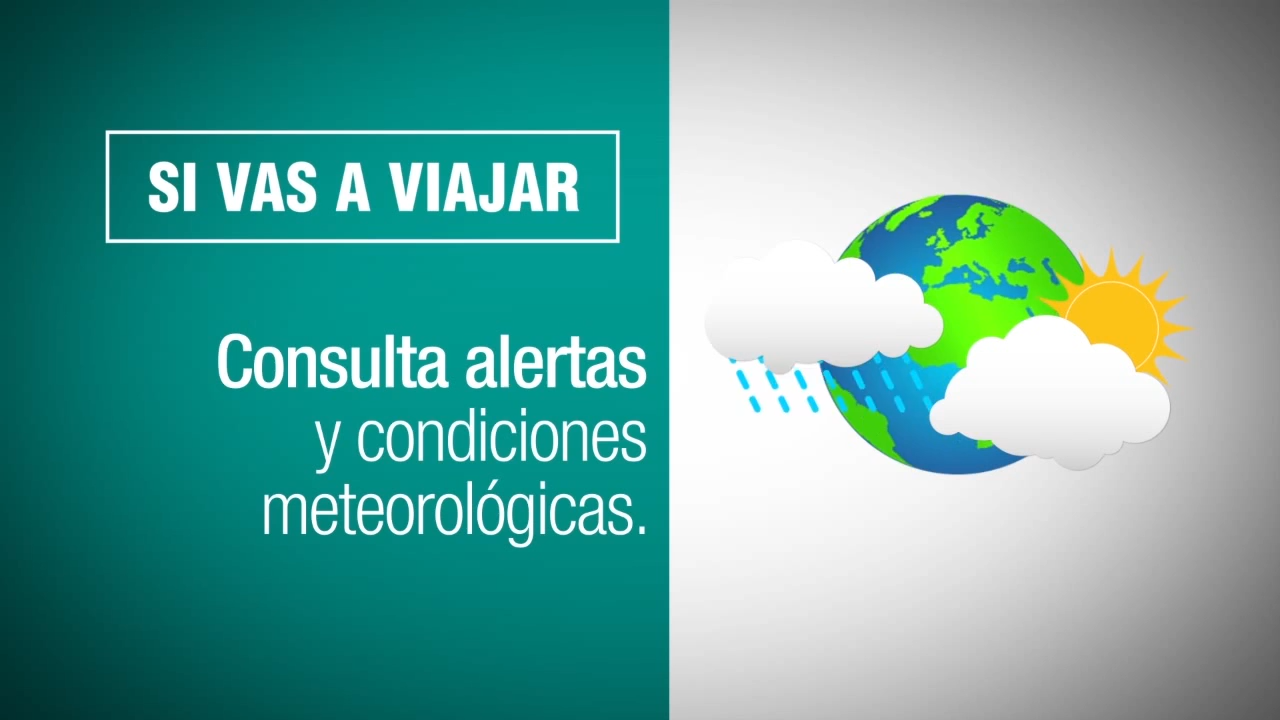 SI VAS A VIAJAR
Consulta alertas
y condiciones
meteorológicas.